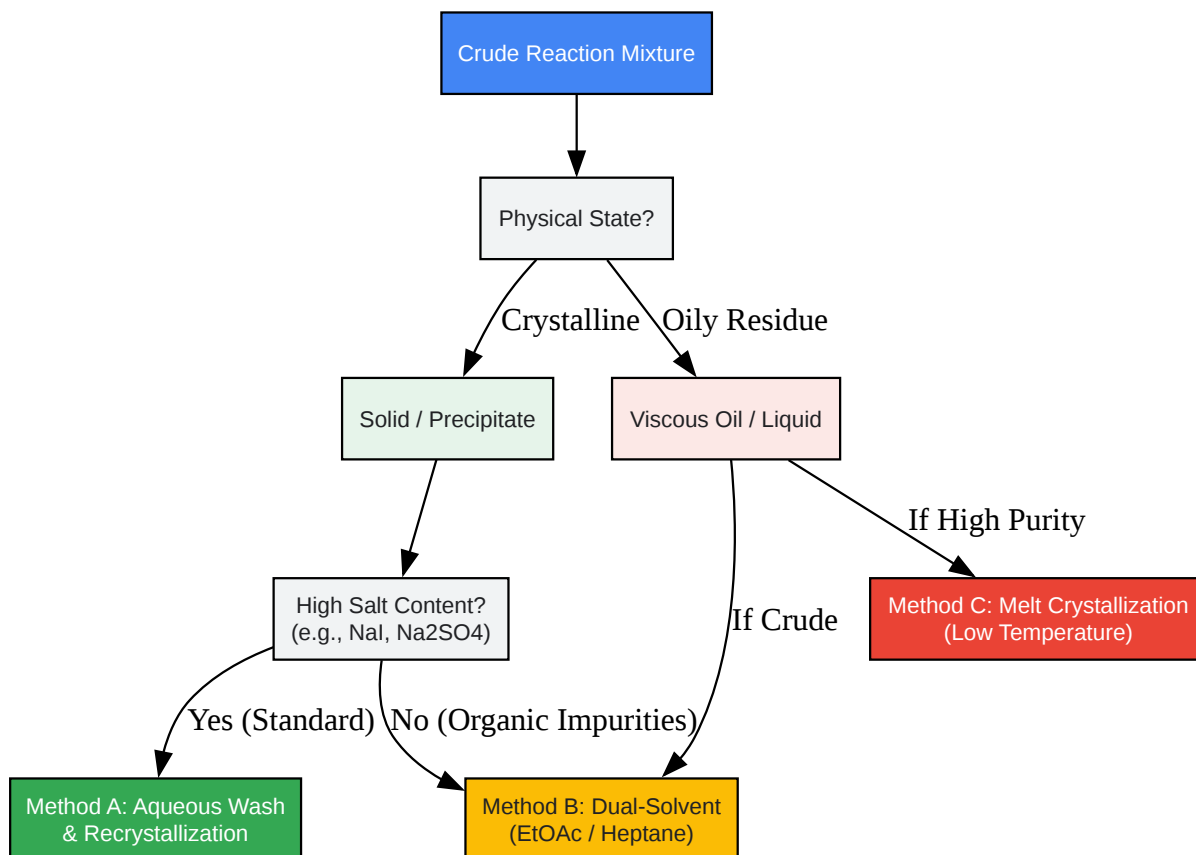 Crude Reaction Mixture
Physical State?
Crystalline
Oily Residue
Solid / Precipitate
Viscous Oil / Liquid
If High Purity
High Salt Content?
(e.g., NaI, Na2SO4)
If Crude
Method C: Melt Crystallization
(Low Temperature)
Yes (Standard)
No (Organic Impurities)
Method A: Aqueous Wash
& Recrystallization
Method B: Dual-Solvent
(EtOAc / Heptane)